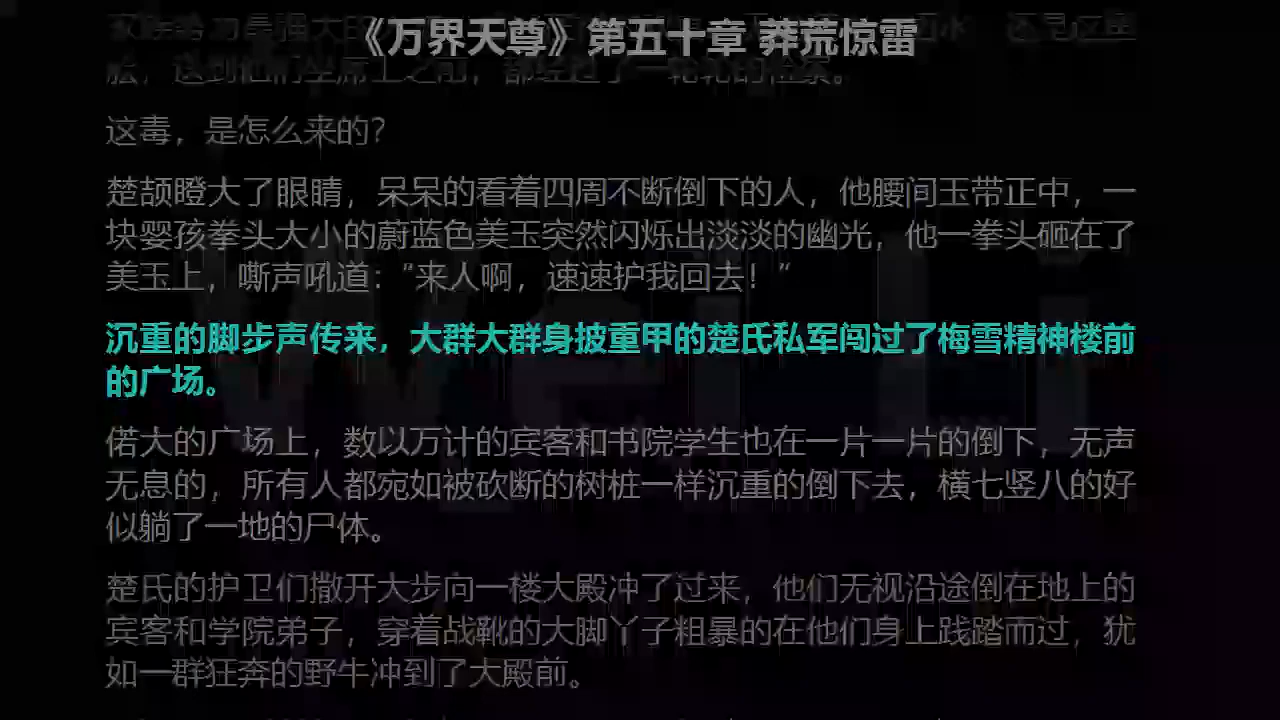 《万界天尊》第五十章 莽荒惊雷
这毒，是怎么来的？
楚颉瞪大了眼睛，呆呆的看着四周不断倒下的人，他腰间玉带正中，一
块婴孩拳头大小的蔚蓝色美玉突然闪烁出淡淡的幽光，他一拳头砸在了
美玉上，嘶声吼道：“来人啊，速速护我回去！”
沉重的脚步声传来，大群大群身披重甲的楚氏私军闯过了梅雪精神楼前
的广场。
偌大的广场上，数以万计的宾客和书院学生也在一片一片的倒下，无声
无息的，所有人都宛如被砍断的树桩一样沉重的倒下去，横七竖八的好
似躺了一地的尸体。
楚氏的护卫们撒开大步向一楼大殿冲了过来，他们无视沿途倒在地上的
宾客和学院弟子，穿着战靴的大脚丫子粗暴的在他们身上践踏而过，犹
如一群狂奔的野牛冲到了大殿前。